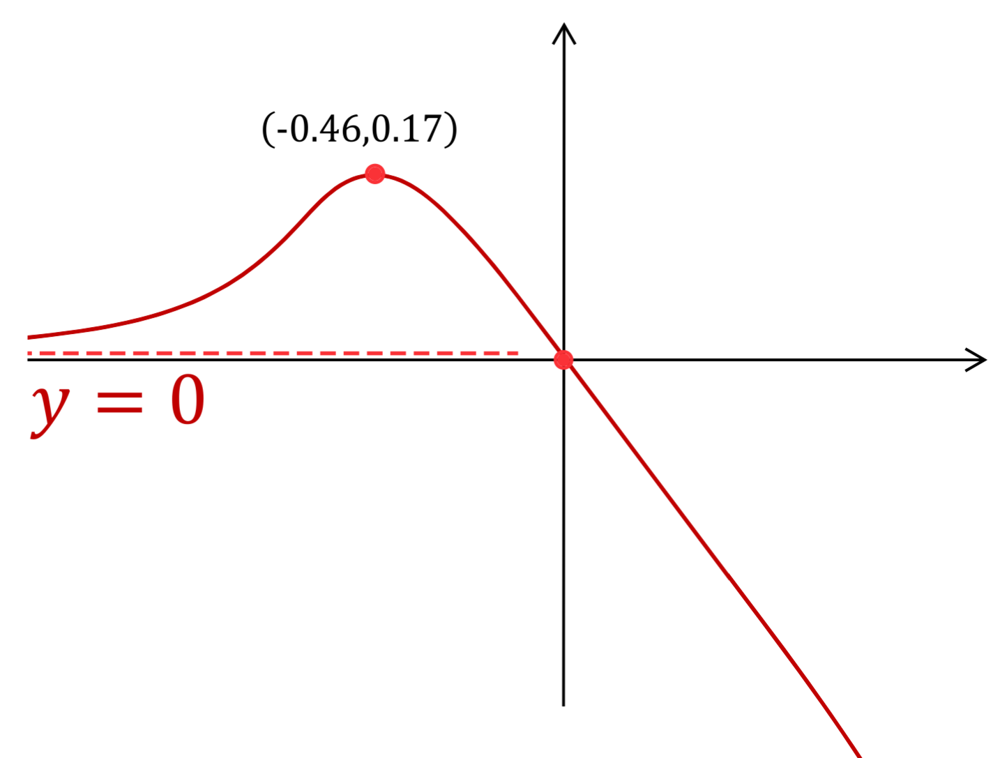 (-0.46,0.17)
y = 0